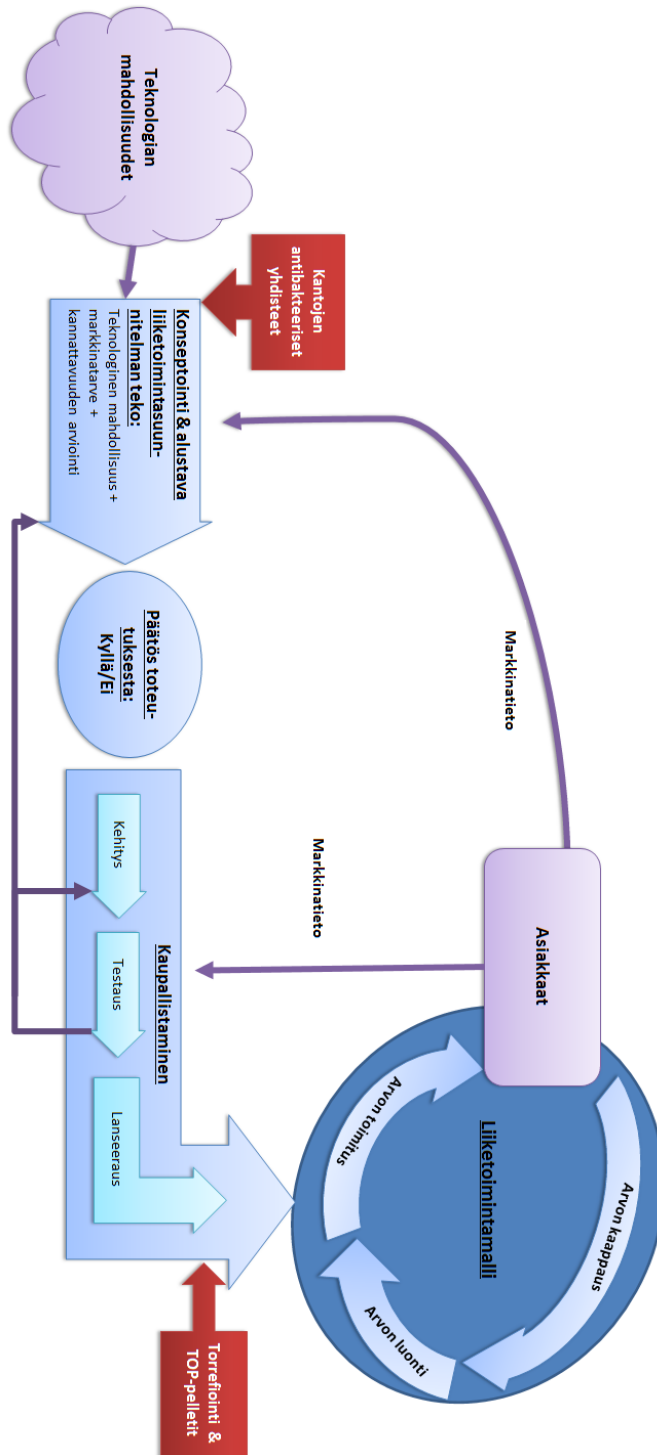 Teknologian
mahdollisuudet
Kantojen
antibakteeriset
yhdisteet
Konseptointi & alustava
liiketoimintasuun-
nitelman teko:
Teknologinen mahdollisuus +
markkinatarve +
kannattavuuden arviointi
Päätös toteu-
tuksesta:
Kyllä/Ei
Markkinatieto
Markkinatieto
Kaupallistaminen
Kehitys
Testaus
Lanseeraus
Asiakkaat
Liiketoimintamalli
Arvon toimitus
Arvon kaappaus
Arvon luonti
Torrefiointi &
TOP-pelletit